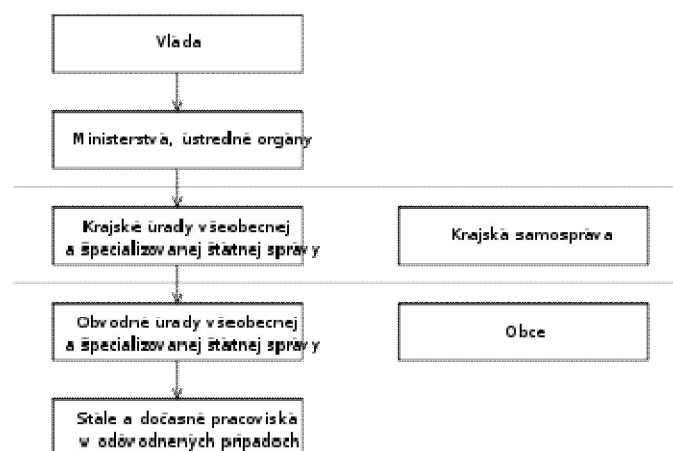 Vláda
Ministerstvá, ústredné orgány
Krajské úrady všeobecnej
a špecializovanej štátnej správy
Krajská samospráva
Obvodné úrady všeobecnej
a špecializovanej štátnej správy
Obce
Stále a dočasné pracoviská
v odôvodnených prípadoch